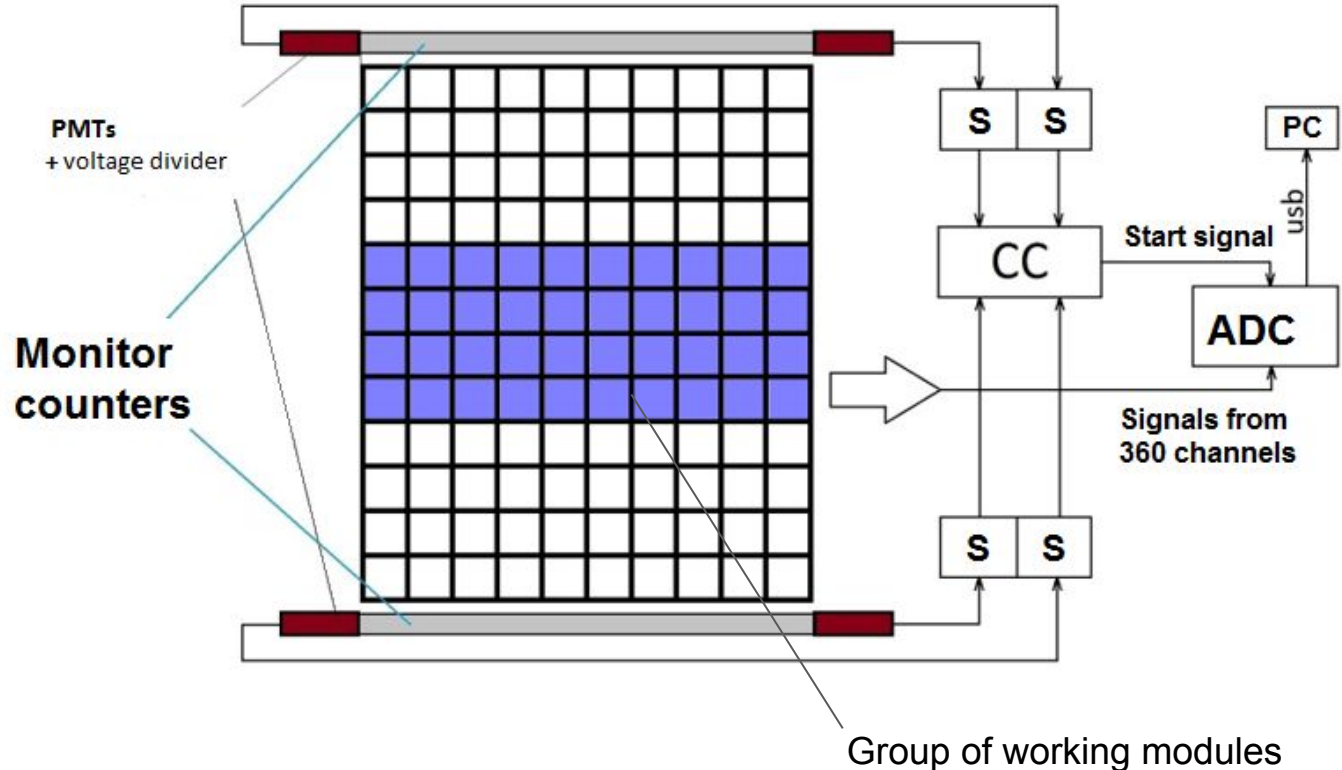 PMTs
+ voltage divider
Monitor
counters
S S
CC
Start signal
usb
PC
ADC
Signals from
360 channels
S S
Group of working modules